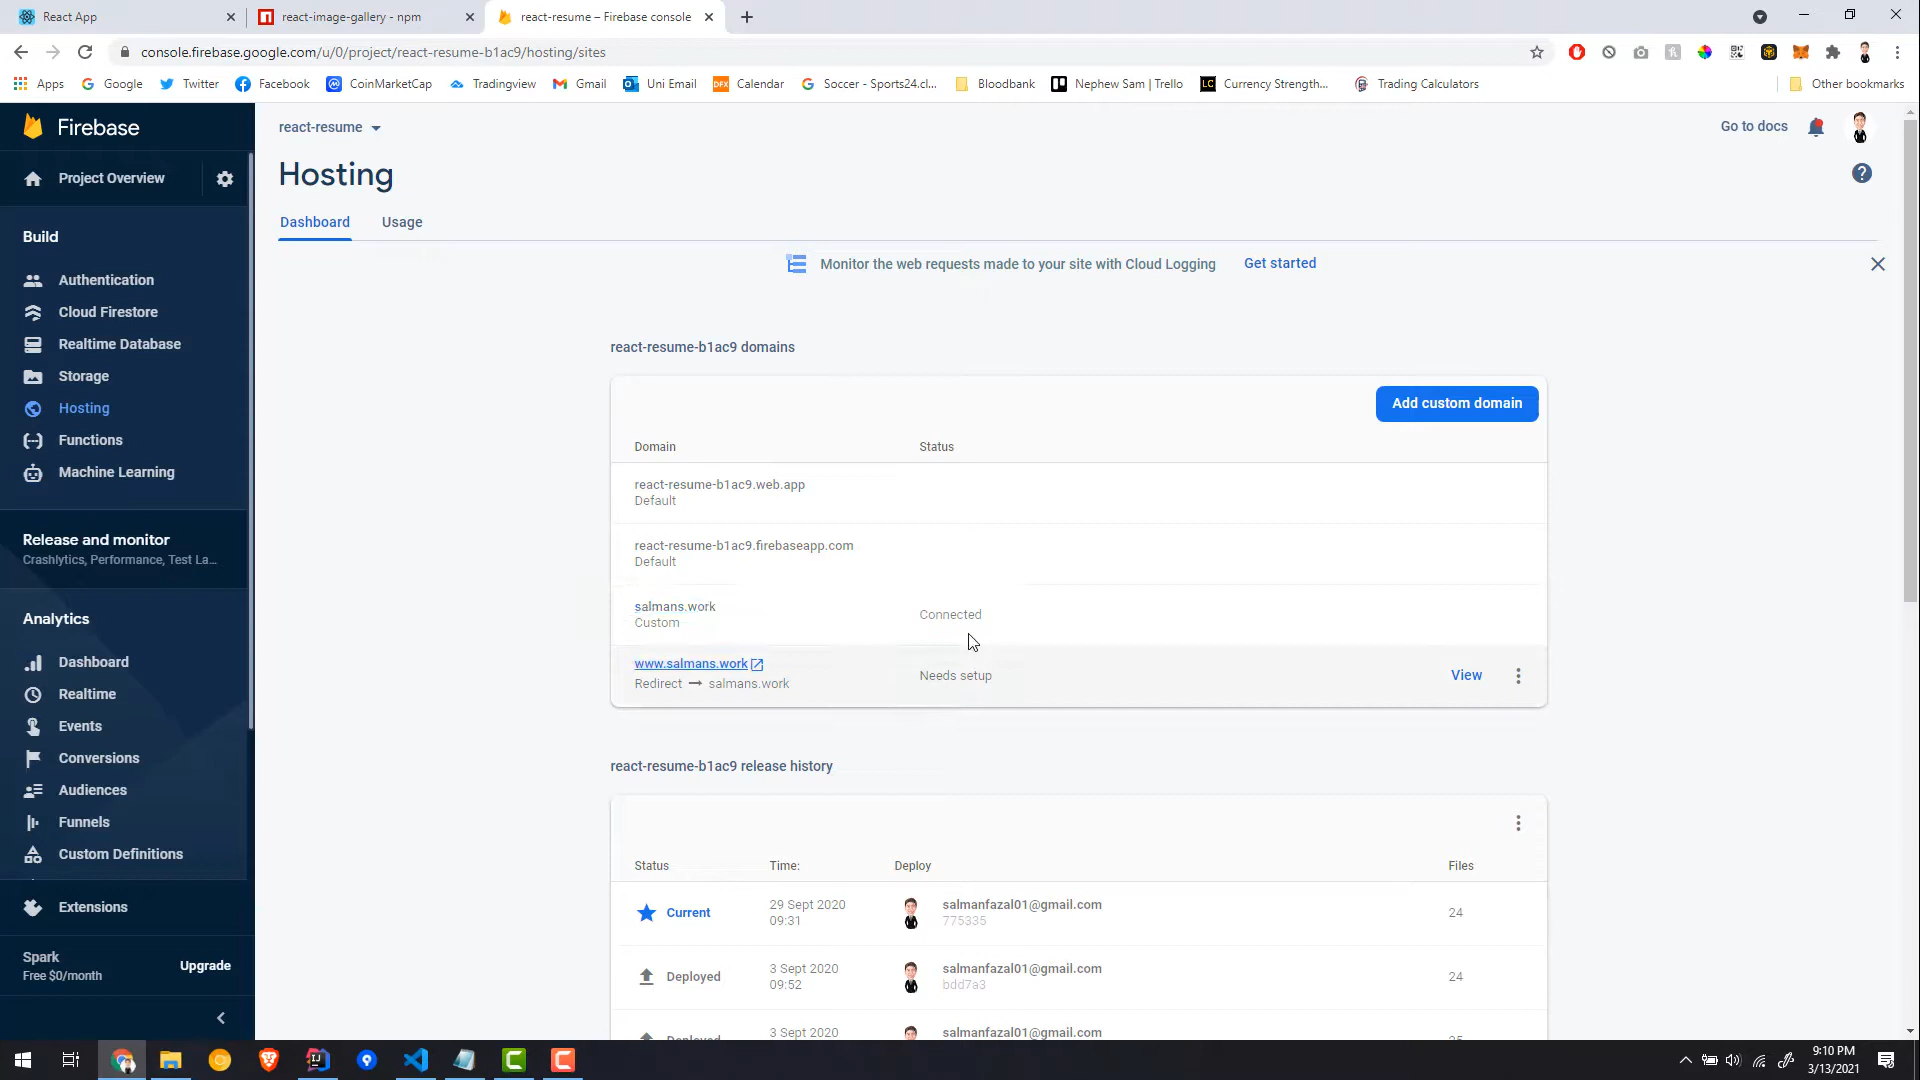 React App
react-image-gallery - npm
react-resume – Firebase console
console.firebase.google.com/u/0/project/react-resume-b1ac9/hosting/sites
Apps
Google
Twitter
Facebook
CoinMarketCap
Tradingview
Gmail
Uni Email
Calendar
Soccer - Sports24.cl...
Bloodbank
Nephew Sam | Trello
Currency Strength...
Trading Calculators
Other bookmarks
Firebase
react-resume
Go to docs
Project Overview
Hosting
Dashboard
Usage
Build
Monitor the web requests made to your site with Cloud Logging
Get started
Authentication
Cloud Firestore
Realtime Database
Storage
Hosting
Functions
Machine Learning
Release and monitor
Crashlytics, Performance, Test La...
Analytics
Dashboard
Realtime
Events
Conversions
Audiences
Funnels
Custom Definitions
Extensions
Spark
Free $0/month
Upgrade
react-resume-b1ac9 domains
Add custom domain
Domain
Status
react-resume-b1ac9.web.app
Default
react-resume-b1ac9.firebaseapp.com
Default
salmans.work
Custom
Connected
www.salmans.work
Redirect → salmans.work
Needs setup
View
react-resume-b1ac9 release history
Status
Time:
Deploy
Files
Current
29 Sept 2020
09:31
salmanfazal01@gmail.com
775335
24
Deployed
3 Sept 2020
09:52
salmanfazal01@gmail.com
bdd7a3
24
3 Sept 2020
salmanfazal01@gmail.com
9:10 PM
3/13/2021